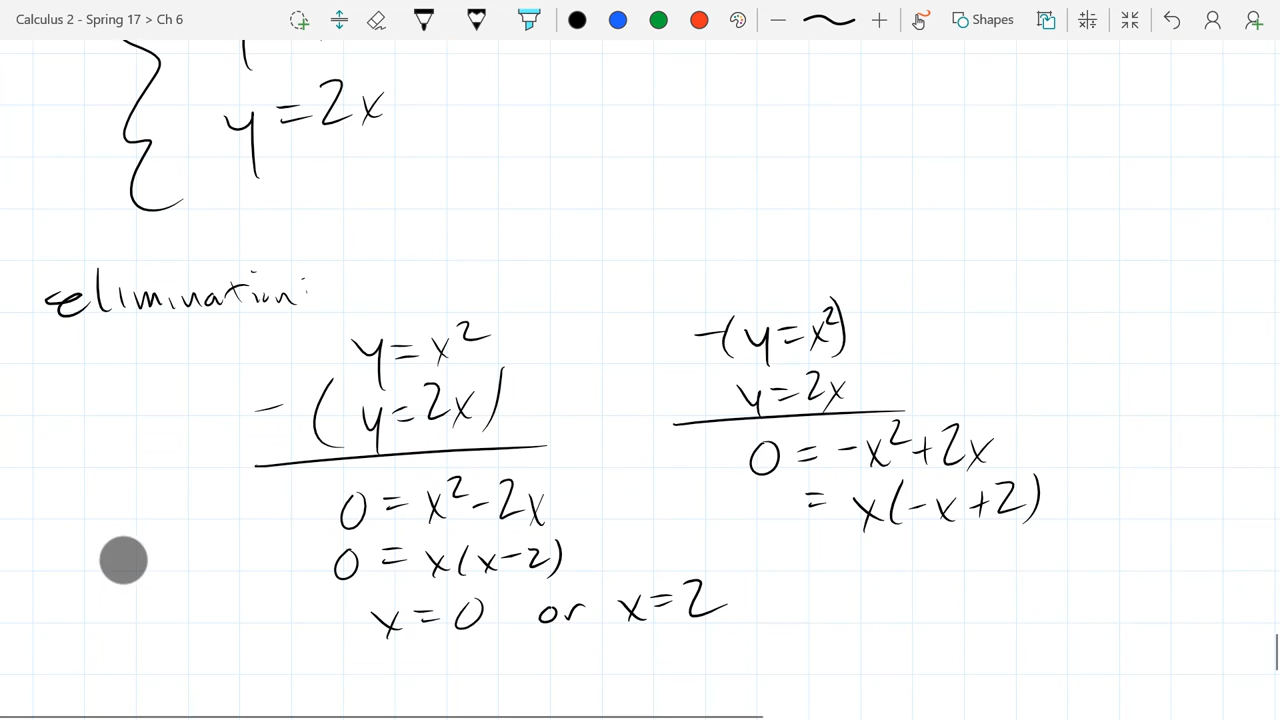 Calculus 2 - Spring 17 > Ch 6
Shapes
y = 2x
elimination:
y = x²
- ( y = 2x )
0 = x² - 2x
0 = x(x-2)
x = 0 or x = 2
-( y = x² )
y = 2x
0 = -x² + 2x
= x(-x+2)